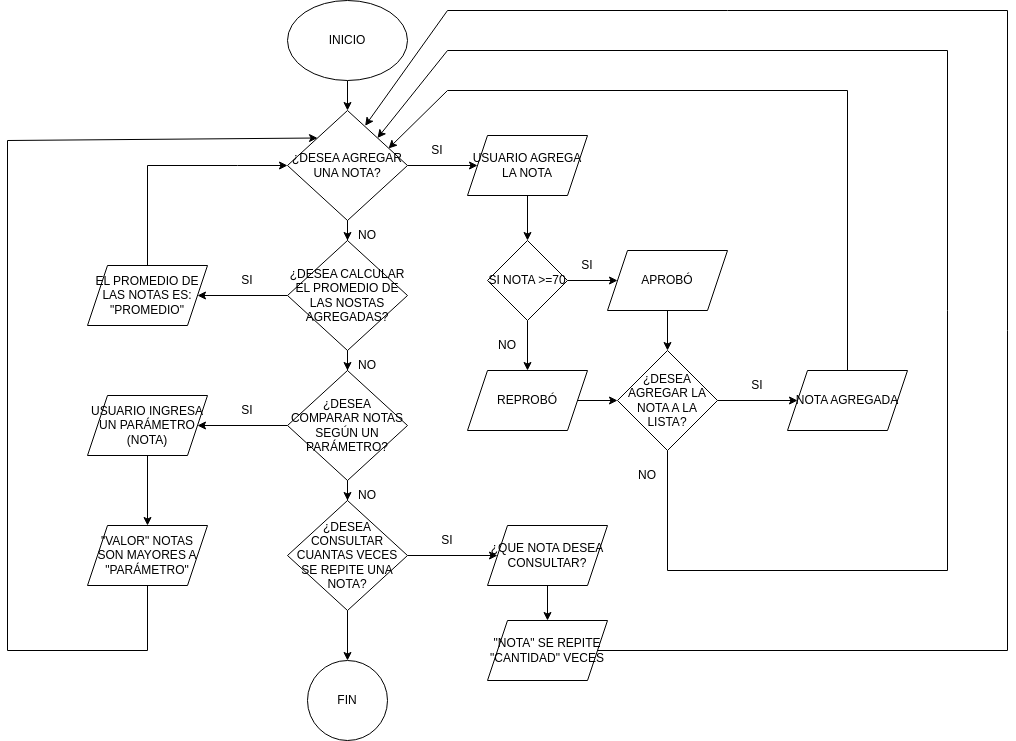 INICIO
¿DESEA AGREGAR
UNA NOTA?
SI
USUARIO AGREGA
LA NOTA
NO
¿DESEA CALCULAR
EL PROMEDIO DE
LAS NOSTAS
AGREGADAS?
SI
EL PROMEDIO DE
LAS NOTAS ES:
"PROMEDIO"
SI NOTA >=70
SI
APROBÓ
NO
REPROBÓ
¿DESEA
AGREGAR LA
NOTA A LA
LISTA?
SI
NOTA AGREGADA
NO
NO
¿DESEA
COMPARAR NOTAS
SEGÚN UN
PARÁMETRO?
SI
USUARIO INGRESA
UN PARÁMETRO
(NOTA)
"VALOR" NOTAS
SON MAYORES A
"PARÁMETRO"
NO
¿DESEA
CONSULTAR
CUANTAS VECES
SE REPITE UNA
NOTA?
SI
¿QUE NOTA DESEA
CONSULTAR?
"NOTA" SE REPITE
"CANTIDAD" VECES
FIN